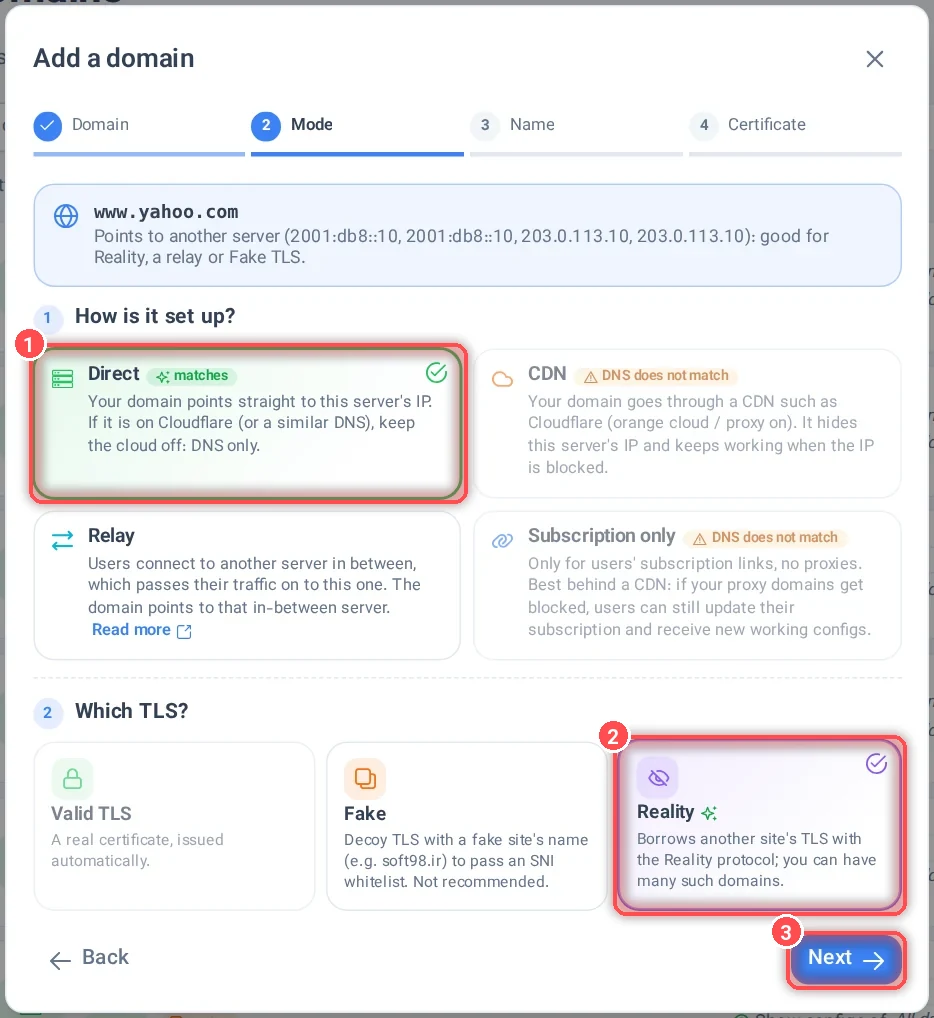 Add a domain
Domain
2 Mode
3 Name
4 Certificate
www.yahoo.com
Points to another server (2001:db8::10, 2001:db8::10, 203.0.113.10, 203.0.113.10): good for
Reality, a relay or Fake TLS.
1 How is it set up?
1
Direct matches
Your domain points straight to this server's IP.
If it is on Cloudflare (or a similar DNS), keep
the cloud off: DNS only.
CDN DNS does not match
Your domain goes through a CDN such as
Cloudflare (orange cloud / proxy on). It hides
this server's IP and keeps working when the IP
is blocked.
Relay
Users connect to another server in between,
which passes their traffic on to this one. The
domain points to that in-between server.
Read more
Subscription only DNS does not match
Only for users' subscription links, no proxies.
Best behind a CDN: if your proxy domains get
blocked, users can still update their
subscription and receive new working configs.
2 Which TLS?
Valid TLS
A real certificate, issued
automatically.
Fake
Decoy TLS with a fake site's name
(e.g. soft98.ir) to pass an SNI
whitelist. Not recommended.
2
Reality
Borrows another site's TLS with
the Reality protocol; you can have
many such domains.
Back
3
Next